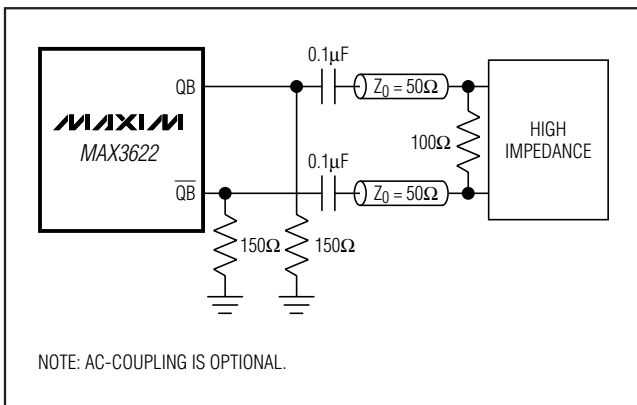 0.1µF
QB
Z₀ = 50Ω
MAXIM
MAX3622
100Ω
HIGH
IMPEDANCE
0.1µF
Q̅B̅
Z₀ = 50Ω
150Ω
150Ω
NOTE: AC-COUPLING IS OPTIONAL.